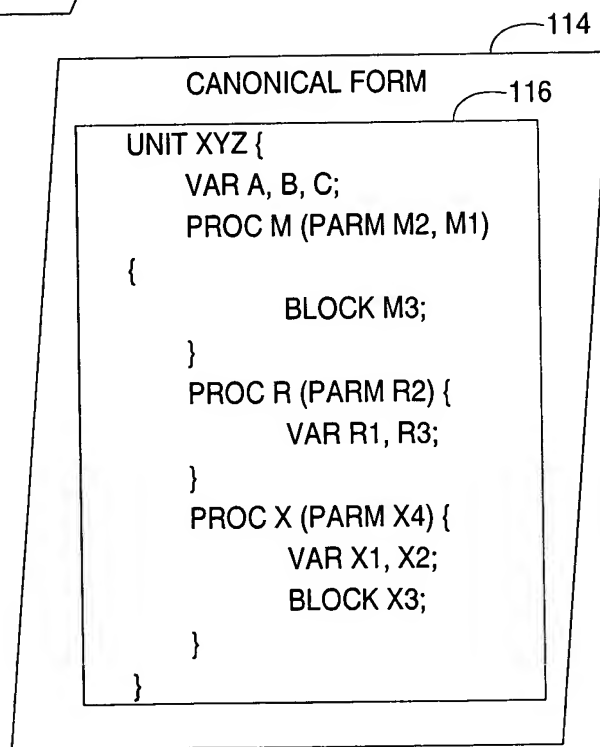 114
CANONICAL FORM
116
UNIT XYZ {
VAR A, B, C;
PROC M (PARM M2, M1)
{
BLOCK M3;
}
PROC R (PARM R2) {
VAR R1, R3;
}
PROC X (PARM X4) {
VAR X1, X2;
BLOCK X3;
}
}